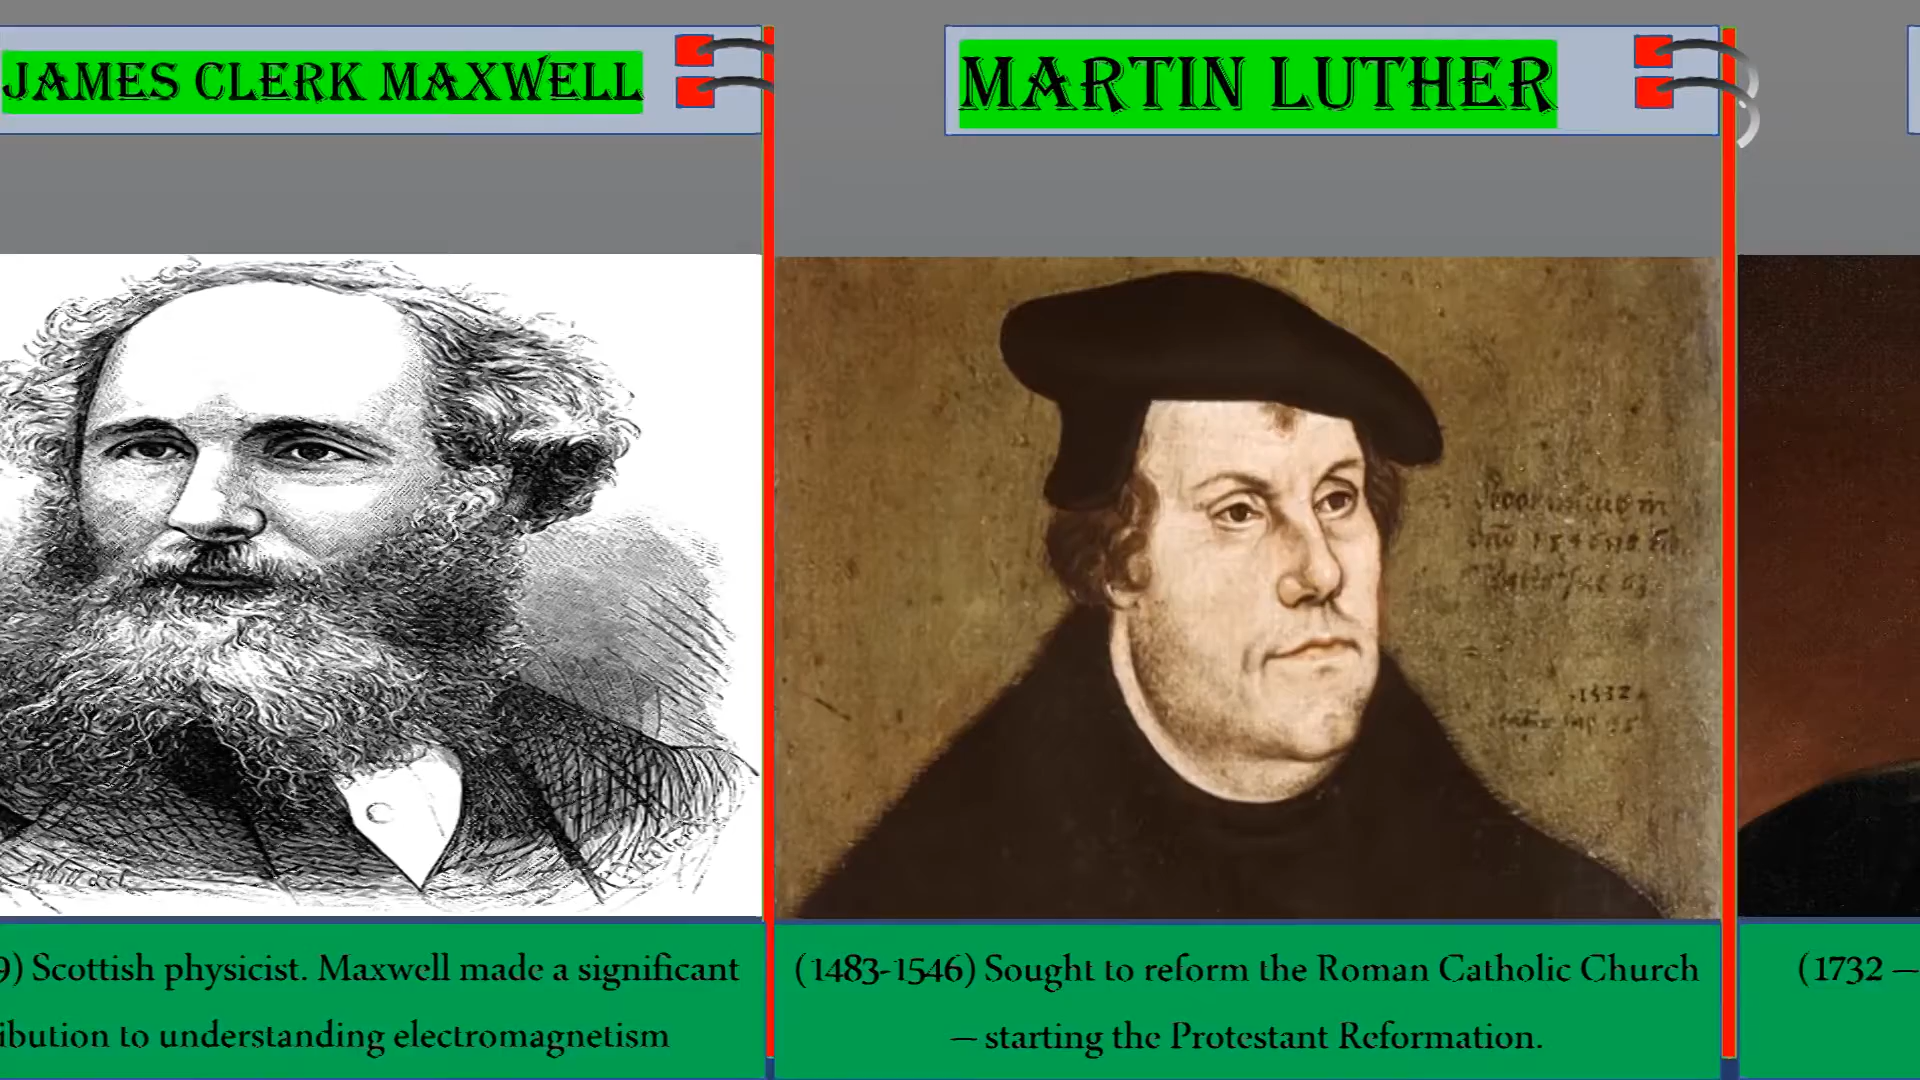 JAMES CLERK MAXWELL
MARTIN LUTHER
9) Scottish physicist. Maxwell made a significant
ibution to understanding electromagnetism
(1483-1546) Sought to reform the Roman Catholic Church
– starting the Protestant Reformation.
(1732 –